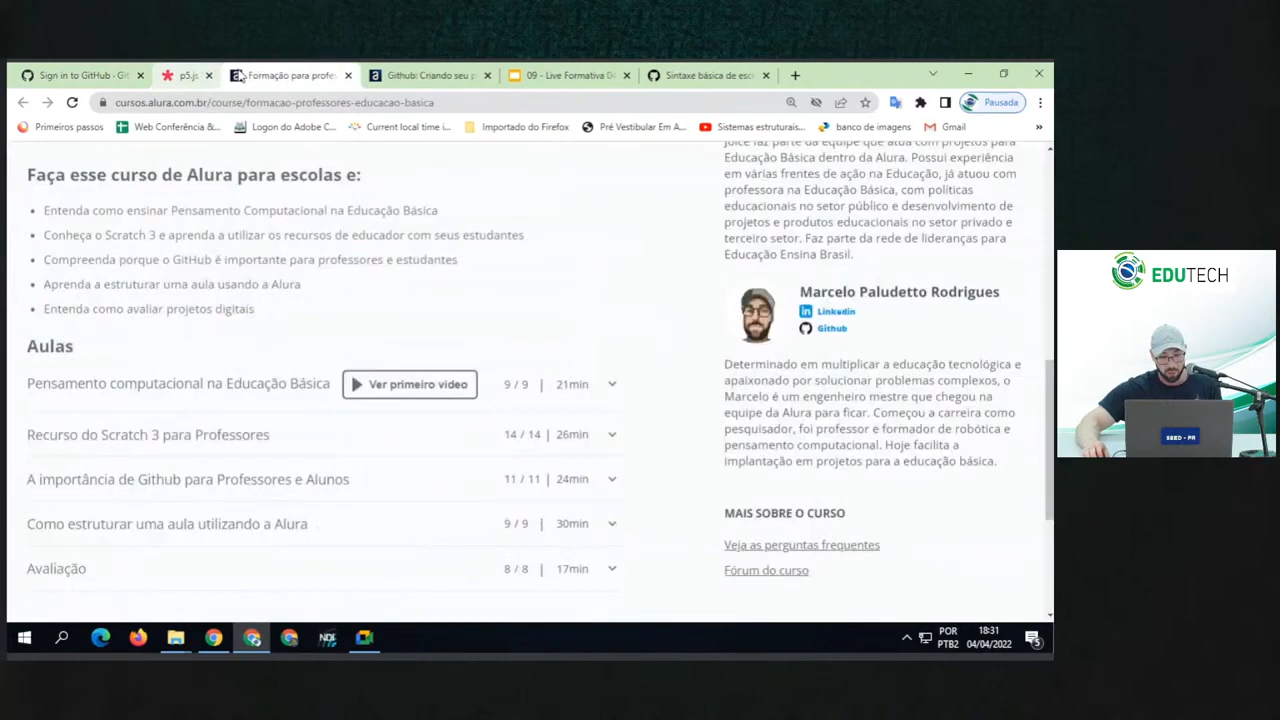 Sign in to GitHub · Git
p5.js
Formação para profes
Github: Criando seu p
09 - Live Formativa D
Sintaxe básica de esc
cursos.alura.com.br/course/formacao-professores-educacao-basica
Pausada
Primeiros passos
Web Conferência &...
Logon do Adobe C...
Current local time i...
Importado do Firefox
Pré Vestibular Em A...
Sistemas estruturais...
banco de imagens
Gmail
»
Faça esse curso de Alura para escolas e:
Entenda como ensinar Pensamento Computacional na Educação Básica
Conheça o Scratch 3 e aprenda a utilizar os recursos de educador com seus estudantes
Compreenda porque o GitHub é importante para professores e estudantes
Aprenda a estruturar uma aula usando a Alura
Entenda como avaliar projetos digitais
Aulas
Pensamento computacional na Educação Básica
Ver primeiro vídeo
9 / 9 | 21min
Recurso do Scratch 3 para Professores
14 / 14 | 26min
A importância de Github para Professores e Alunos
11 / 11 | 24min
Como estruturar uma aula utilizando a Alura
9 / 9 | 30min
Avaliação
8 / 8 | 17min
Joice faz parte da equipe que atua com projetos para
Educação Básica dentro da Alura. Possui experiência
em várias frentes de ação na Educação, já atuou com
professora na Educação Básica, com políticas
educacionais no setor público e desenvolvimento de
projetos e produtos educacionais no setor privado e
terceiro setor. Faz parte da rede de lideranças para
Educação Ensina Brasil.
Marcelo Paludetto Rodrigues
Linkedin
Github
Determinado em multiplicar a educação tecnológica e
apaixonado por solucionar problemas complexos, o
Marcelo é um engenheiro mestre que chegou na
equipe da Alura para ficar. Começou a carreira como
pesquisador, foi professor e formador de robótica e
pensamento computacional. Hoje facilita a
implantação em projetos para a educação básica.
MAIS SOBRE O CURSO
Veja as perguntas frequentes
Fórum do curso
NDI
POR
PTB2
18:31
04/04/2022
5
EDUTECH
SEED - PR